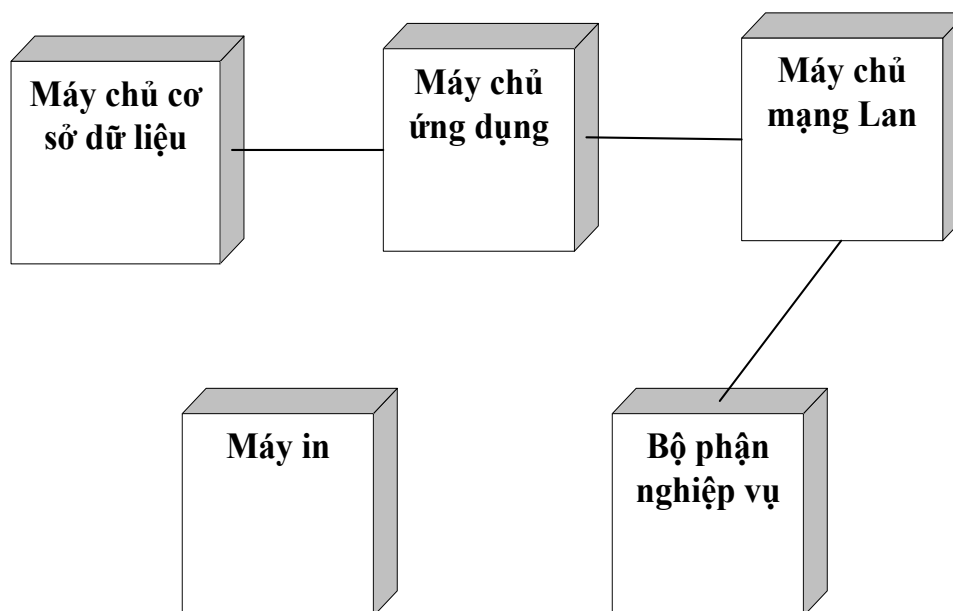 Máy chủ cơ
sở dữ liệu
Máy chủ
ứng dụng
Máy chủ
mạng Lan
Máy in
Bộ phận
nghiệp vụ